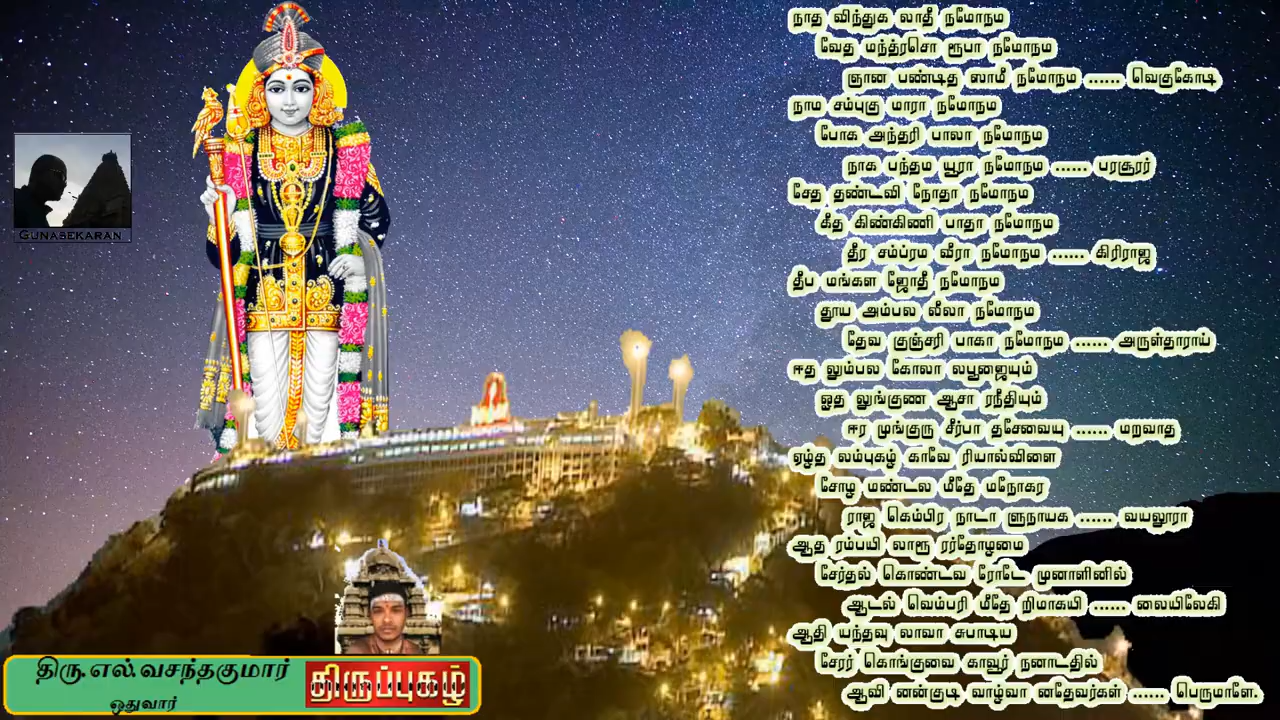 நாத விந்துக லாதீ நமோநம
வேத மந்த்ரசொ ரூபா நமோநம
ஞான பண்டித ஸாமீ நமோநம ...... வெகுகோடி
நாம சம்புகு மாரா நமோநம
போக அந்தரி பாலா நமோநம
நாக பந்தம யூரா நமோநம ...... பரசூரர்
சேத தண்டவி நோதா நமோநம
கீத கிண்கிணி பாதா நமோநம
தீர சம்ப்ரம வீரா நமோநம ...... கிரிராஜ
தீப மங்கள ஜோதீ நமோநம
தூய அம்பல லீலா நமோநம
தேவ குஞ்சரி பாகா நமோநம ...... அருள்தாராய்
ஈத லும்பல கோலா லபூஜையும்
ஓத லுங்குண ஆசா ரநீதியும்
ஈர முங்குரு சீர்பா தசேவையு ...... மறவாத
ஏழ்த லம்புகழ் காவே ரியால்விளை
சோழ மண்டல மீதே மநோகர
ராஜ கெம்பிர நாடா ளுநாயக ...... வயலூரா
ஆத ரம்பயி லாரூ ரர்தோழமை
சேர்தல் கொண்டவ ரோடே முனாளினில்
ஆடல் வெம்பரி மீதே றிமாகயி ...... லையிலேகி
ஆதி யந்தவு லாவா சுபாடிய
சேரர் கொங்குவை காவூர் நனாடதில்
ஆவி னன்குடி வாழ்வா னதேவர்கள் ...... பெருமாளே.
GUNASEKARAN
திரு.எல்.வசந்தகுமார்
ஒதுவார்
திருப்புகழ்